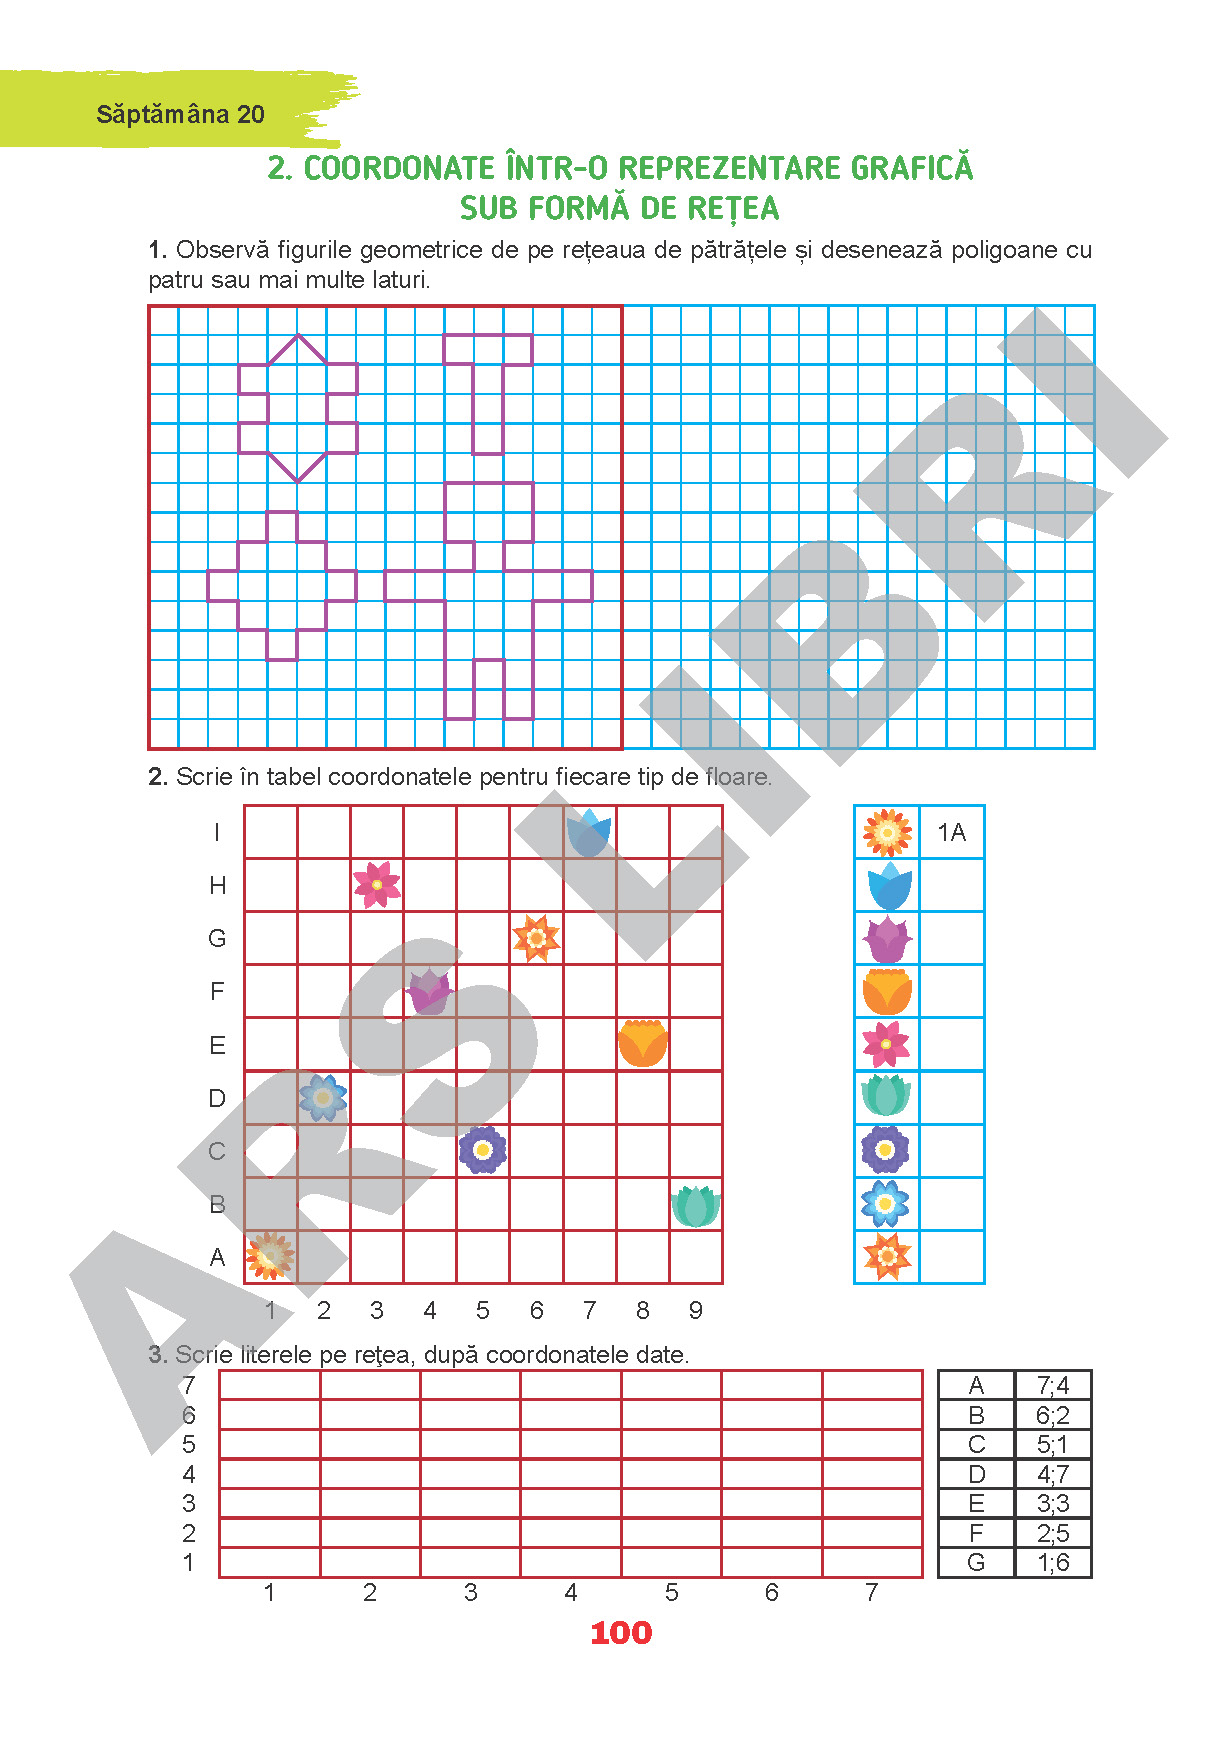 Săptămâna 20
2. COORDONATE ÎNTR-O REPREZENTARE GRAFICĂ
SUB FORMĂ DE REȚEA
1. Observă figurile geometrice de pe rețeaua de pătrățele și desenează poligoane cu
patru sau mai multe laturi.
2. Scrie în tabel coordonatele pentru fiecare tip de floare.
I
H
G
F
E
D
C
B
A
1 2 3 4 5 6 7 8 9
1A
3. Scrie literele pe reţea, după coordonatele date.
7
6
5
4
3
2
1
1 2 3 4 5 6 7
A 7;4
B 6;2
C 5;1
D 4;7
E 3;3
F 2;5
G 1;6
100
ARS LIBRI